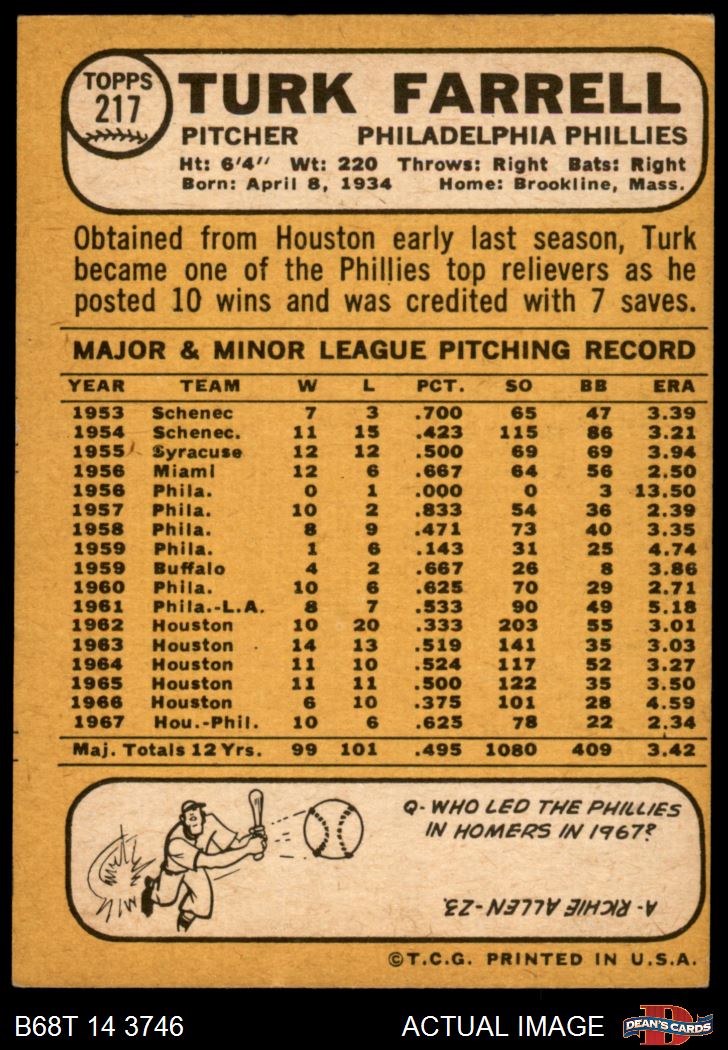 TOPPS
217
TURK FARRELL
PITCHER PHILADELPHIA PHILLIES
Ht: 6'4" Wt: 220 Throws: Right Bats: Right
Born: April 8, 1934 Home: Brookline, Mass.
Obtained from Houston early last season, Turk
became one of the Phillies top relievers as he
posted 10 wins and was credited with 7 saves.
MAJOR & MINOR LEAGUE PITCHING RECORD
YEAR TEAM W L PCT. SO BB ERA
1953 Schenec 7 3 .700 65 47 3.39
1954 Schenec. 11 15 .423 115 86 3.21
1955 Syracuse 12 12 .500 69 69 3.94
1956 Miami 12 6 .667 64 56 2.50
1956 Phila. 0 1 .000 0 3 13.50
1957 Phila. 10 2 .833 54 36 2.39
1958 Phila. 8 9 .471 73 40 3.35
1959 Phila. 1 6 .143 31 25 4.74
1959 Buffalo 4 2 .667 26 8 3.86
1960 Phila. 10 6 .625 70 29 2.71
1961 Phila.-L.A. 8 7 .533 90 49 5.18
1962 Houston 10 20 .333 203 55 3.01
1963 Houston 14 13 .519 141 35 3.03
1964 Houston 11 10 .524 117 52 3.27
1965 Houston 11 11 .500 122 35 3.50
1966 Houston 6 10 .375 101 28 4.59
1967 Hou.-Phil. 10 6 .625 78 22 2.34
Maj. Totals 12 Yrs. 99 101 .495 1080 409 3.42
Q- WHO LED THE PHILLIES
IN HOMERS IN 1967?
A- RICHIE ALLEN -23.
©T.C.G. PRINTED IN U.S.A.
B68T 14 3746 ACTUAL IMAGE
D
DEAN'S CARDS